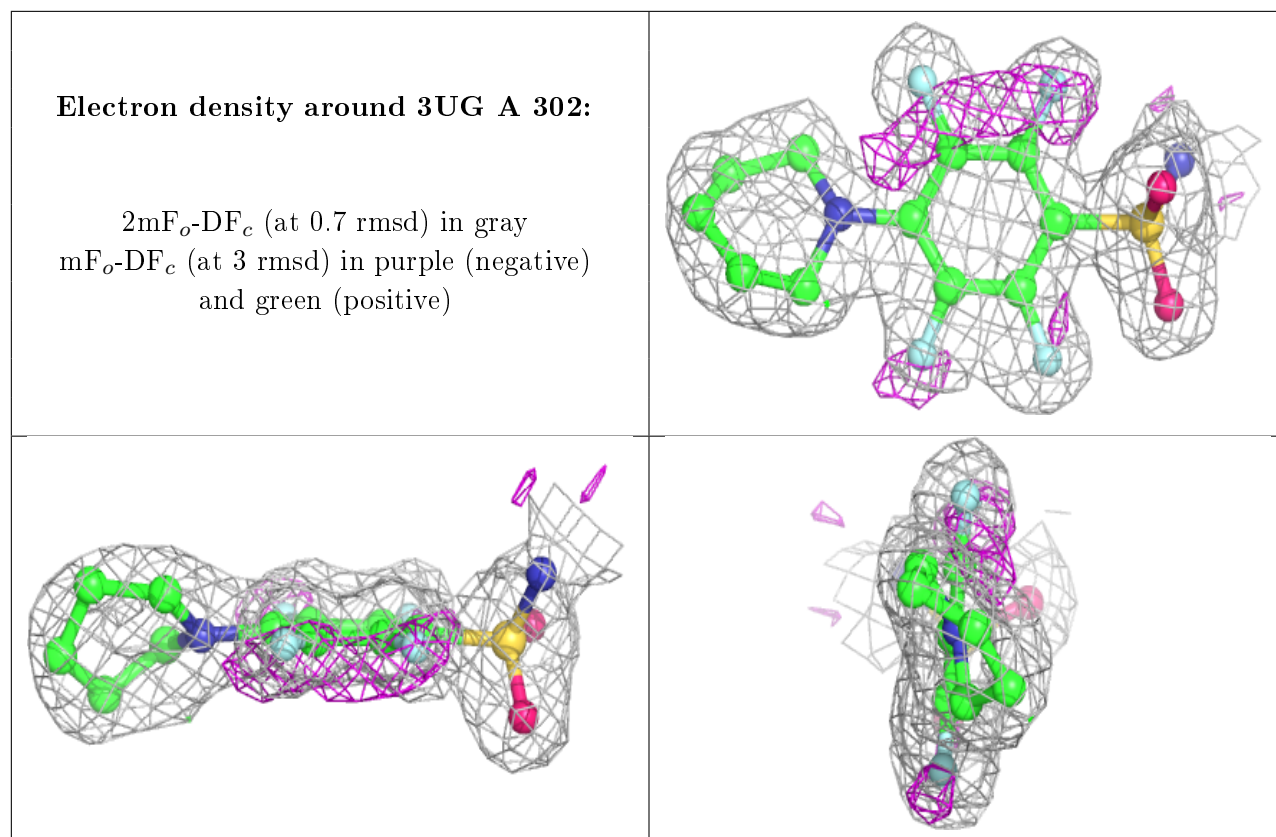 Electron density around 3UG A 302:
2mFₒ-DF𝒸 (at 0.7 rmsd) in gray
mFₒ-DF𝒸 (at 3 rmsd) in purple (negative)
and green (positive)